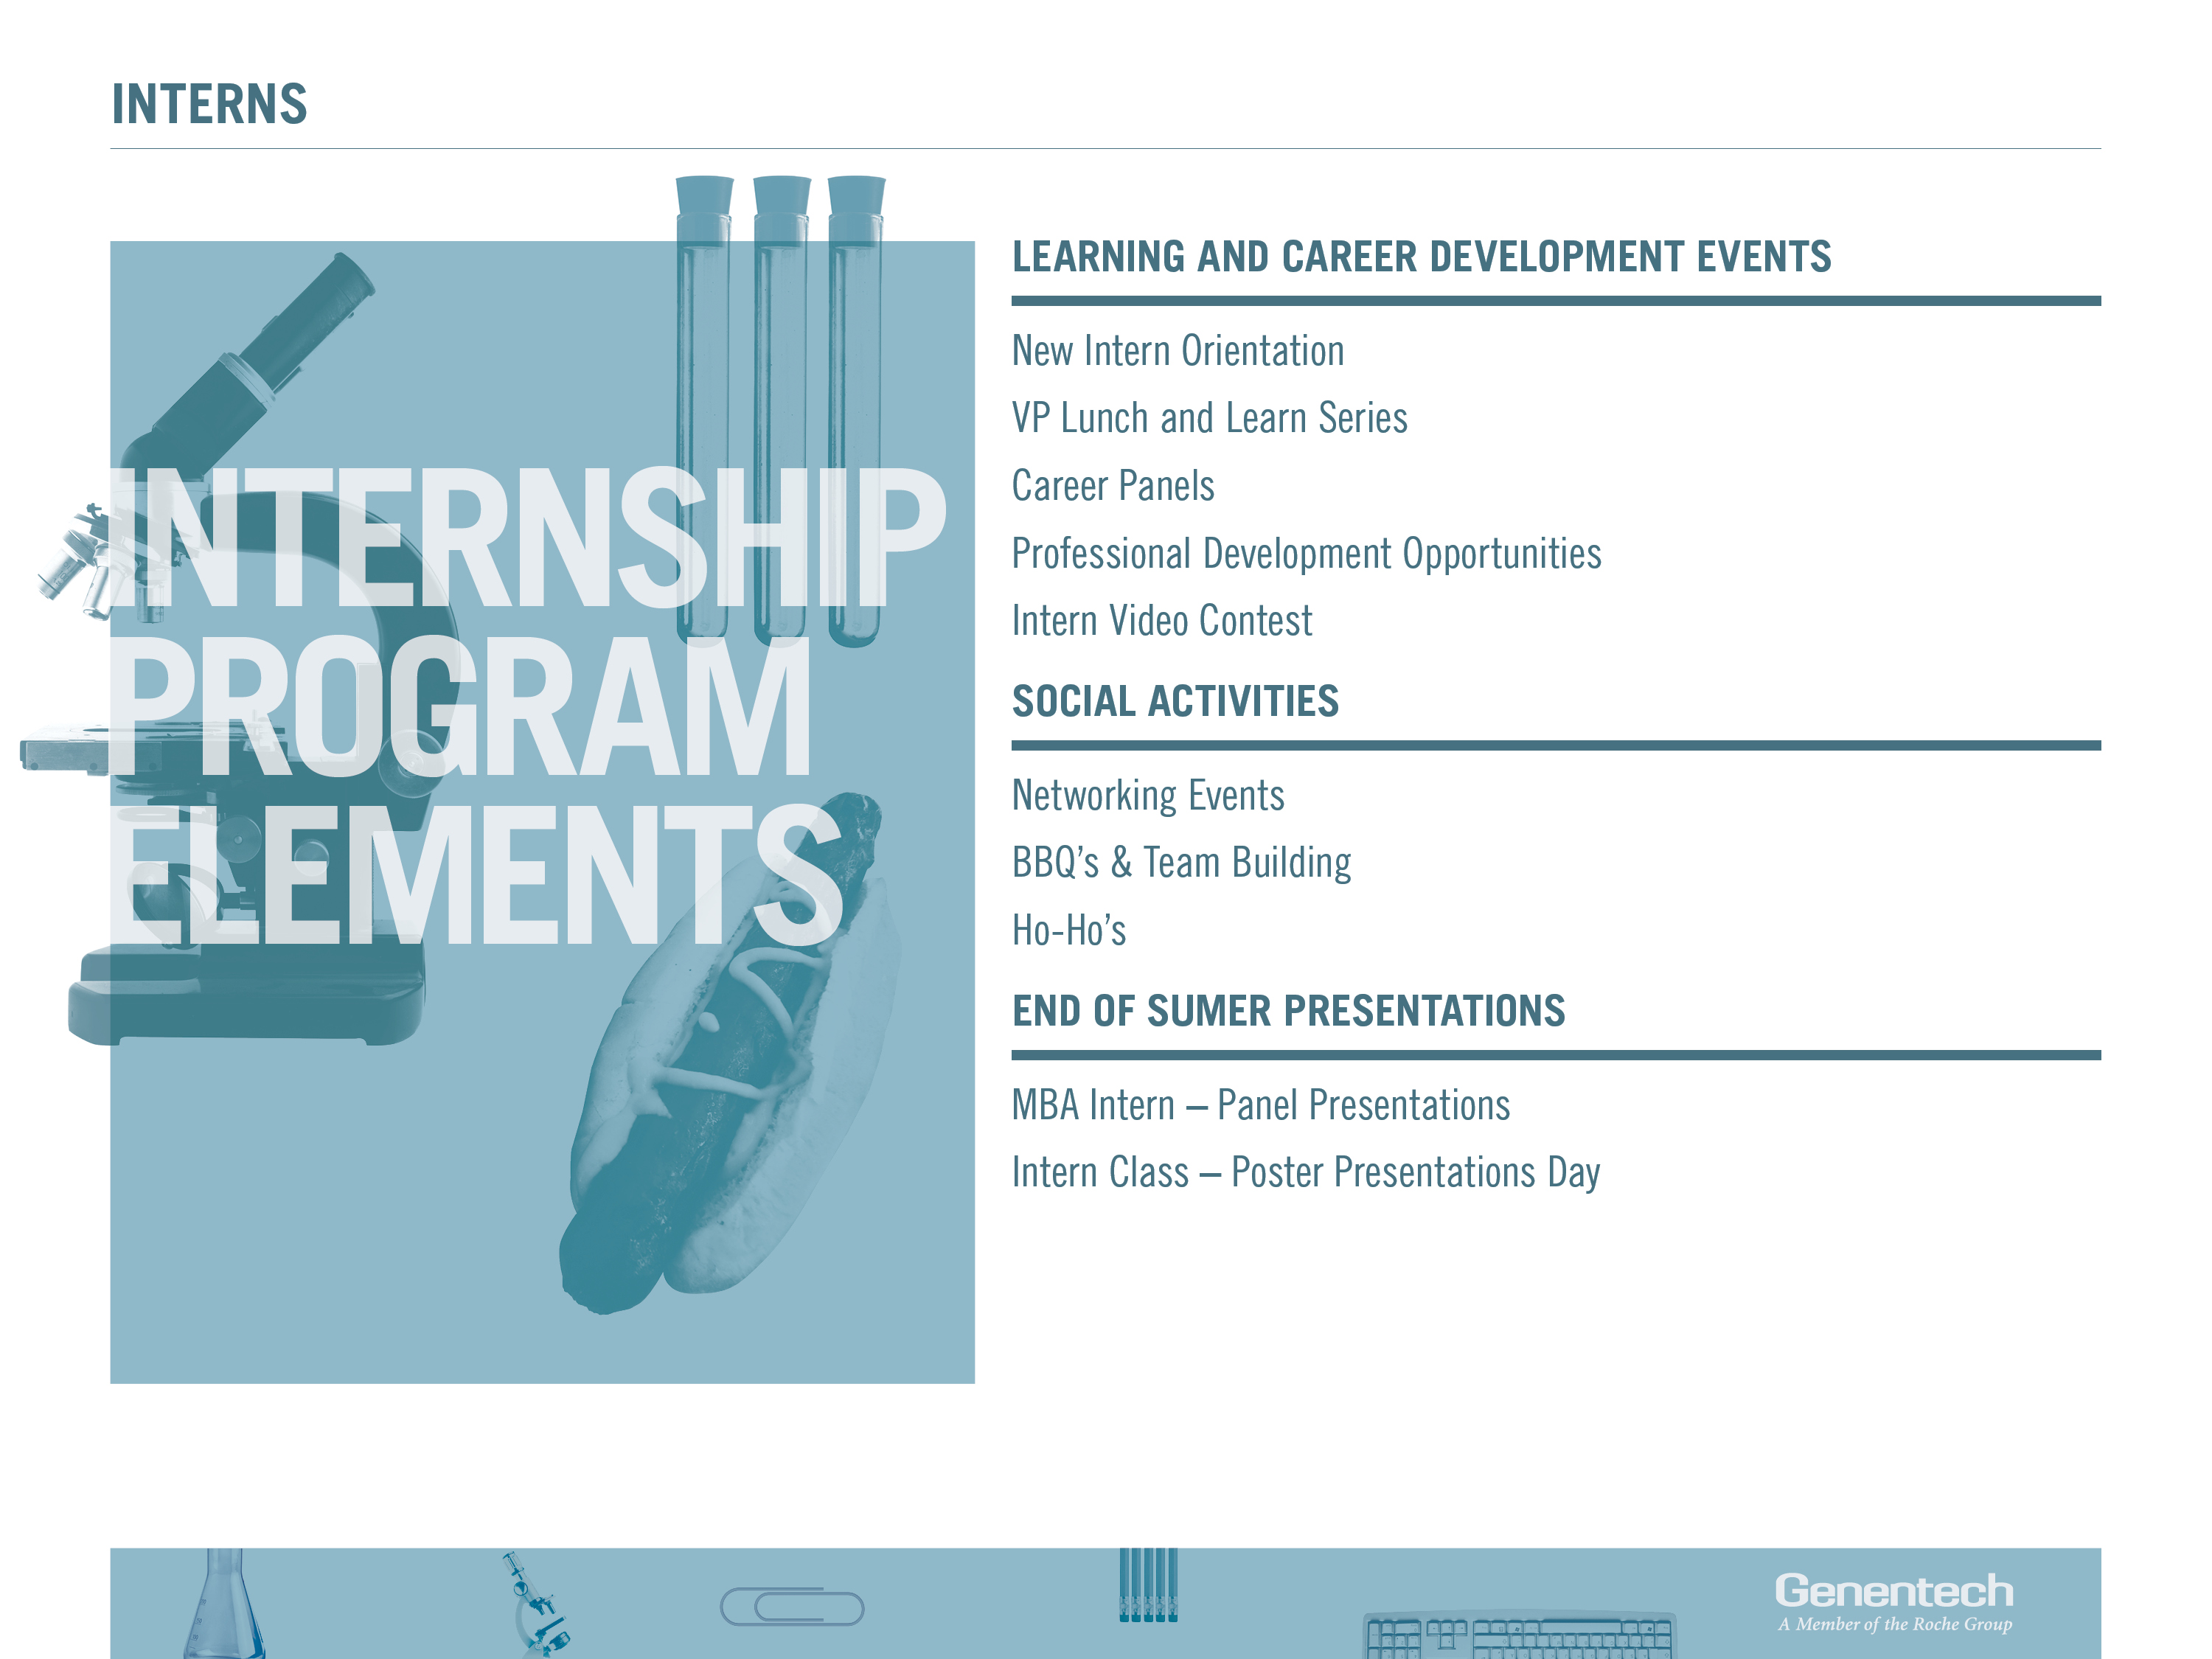 INTERNS
INTERNSHIP
PROGRAM
ELEMENTS
LEARNING AND CAREER DEVELOPMENT EVENTS
New Intern Orientation
VP Lunch and Learn Series
Career Panels
Professional Development Opportunities
Intern Video Contest
SOCIAL ACTIVITIES
Networking Events
BBQ’s & Team Building
Ho-Ho’s
END OF SUMER PRESENTATIONS
MBA Intern – Panel Presentations
Intern Class – Poster Presentations Day
Genentech
A Member of the Roche Group